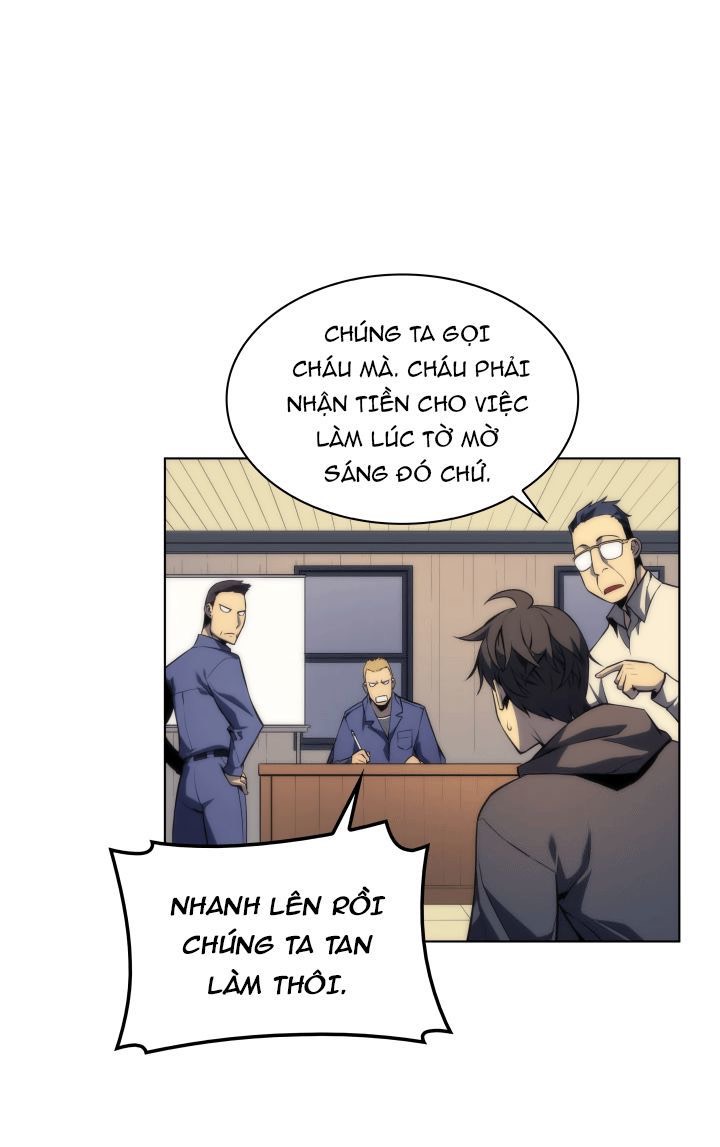 CHÚNG TA GỌI
CHÁU MÀ. CHÁU PHẢI
NHẬN TIỀN CHO VIỆC
LÀM LÚC TỜ MỜ
SÁNG ĐÓ CHỨ.
NHANH LÊN RỒI
CHÚNG TA TAN
LÀM THÔI.